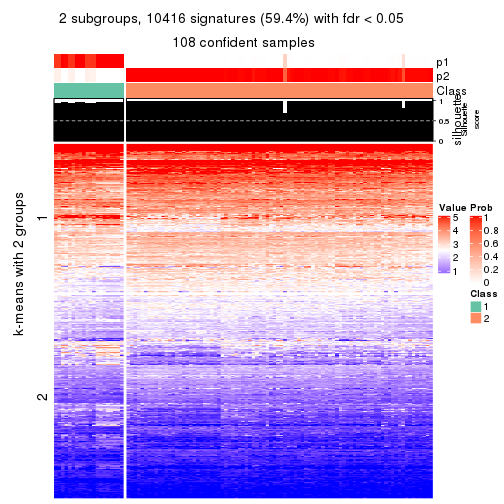 2 subgroups, 10416 signatures (59.4%) with fdr < 0.05
108 confident samples
p1
p2
Class
1
0.5
0
silhouette
Silhouette
score
k-means with 2 groups
1
2
Value
5
4
3
2
1
Prob
1
0.8
0.6
0.4
0.2
0
Class
1
2